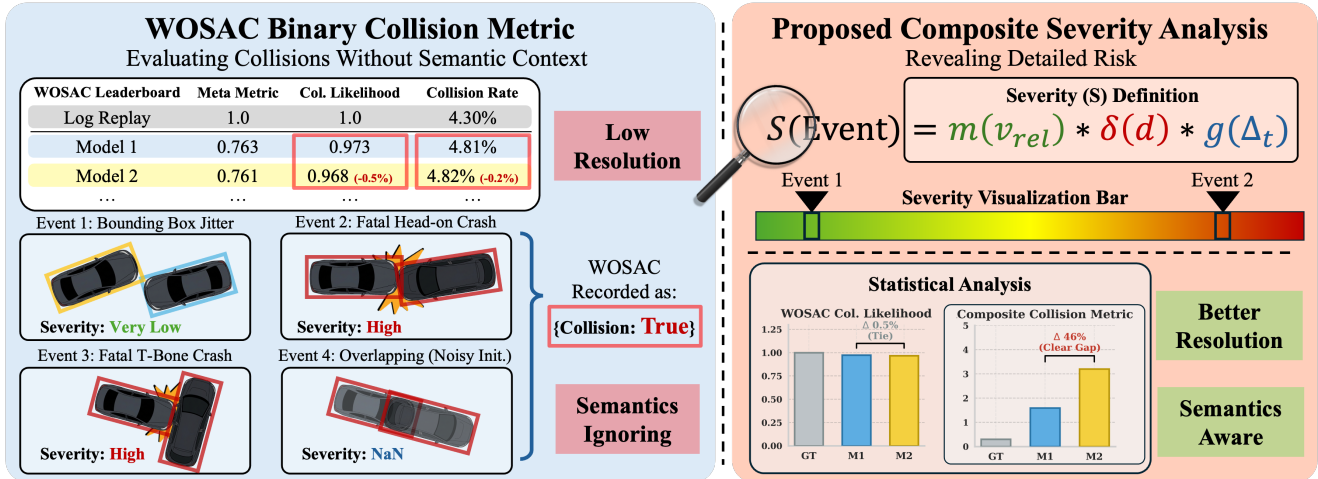 WOSAC Binary Collision Metric
Evaluating Collisions Without Semantic Context
WOSAC Leaderboard Meta Metric Col. Likelihood Collision Rate
Log Replay 1.0 1.0 4.30%
Model 1 0.763 0.973 4.81%
Model 2 0.761 0.968 (-0.5%) 4.82% (-0.2%)
... ... ... ...
Low
Resolution
Event 1: Bounding Box Jitter
Severity: Very Low
Event 2: Fatal Head-on Crash
Severity: High
Event 3: Fatal T-Bone Crash
Severity: High
Event 4: Overlapping (Noisy Init.)
Severity: NaN
WOSAC
Recorded as:
{Collision: True}
Semantics
Ignoring
Proposed Composite Severity Analysis
Revealing Detailed Risk
Severity (S) Definition
S(Event) = m(v_rel) * δ(d) * g(Δ_t)
Event 1
Event 2
Severity Visualization Bar
Statistical Analysis
WOSAC Col. Likelihood
Δ 0.5%
(Tie)
1.25
1.00
0.75
0.50
0.25
0.00
GT M1 M2
Composite Collision Metric
Δ 46%
(Clear Gap)
5
4
3
2
1
0
GT M1 M2
Better
Resolution
Semantics
Aware